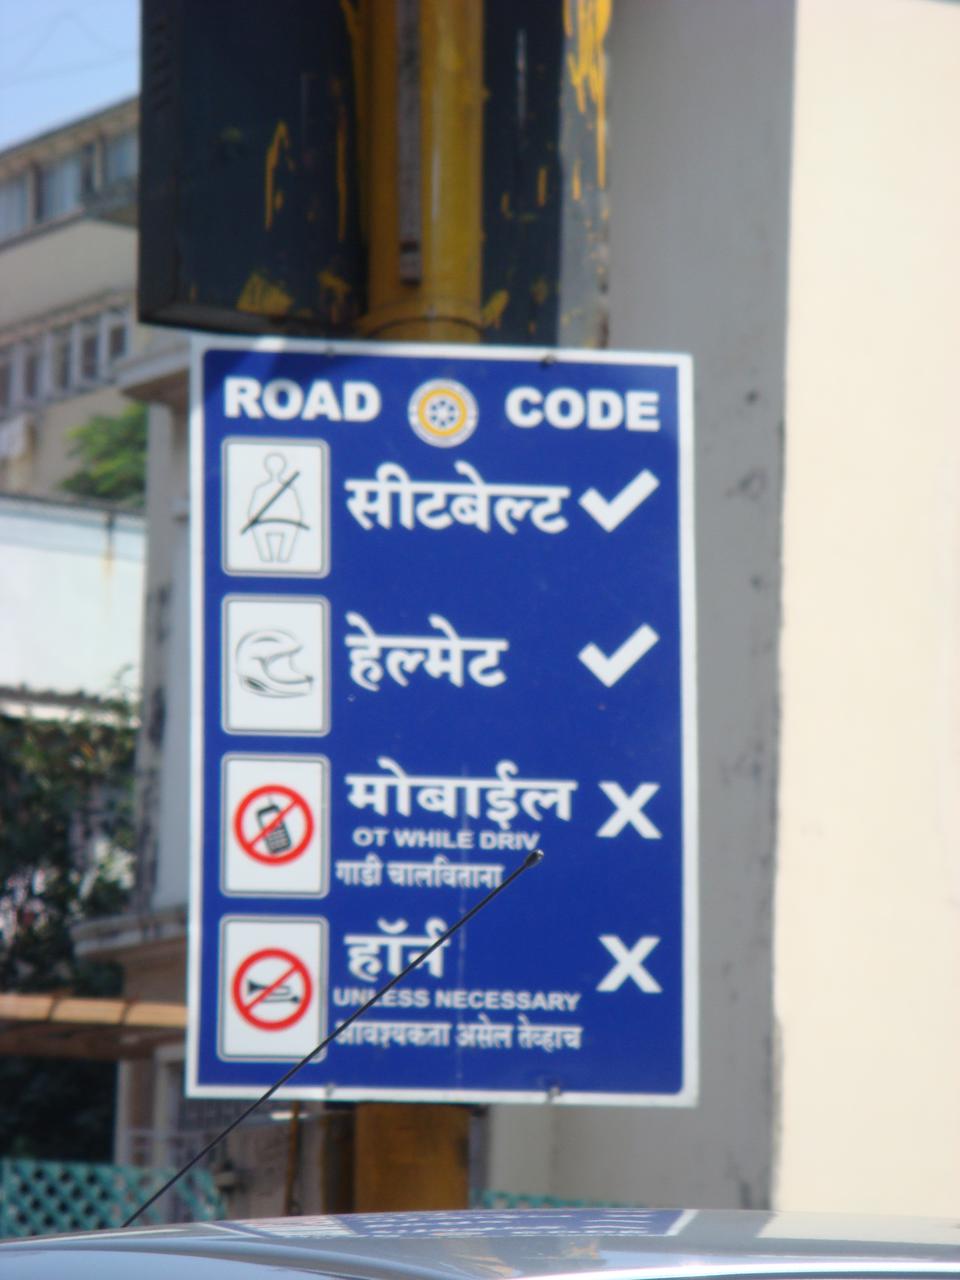 ROAD CODE
सीटबेल्ट
हेल्मेट
मोबाईल X
OT WHILE DRIV
गाडी चालविताना
हॉर्न X
UNLESS NECESSARY
आवश्यकता असेल तेव्हाच